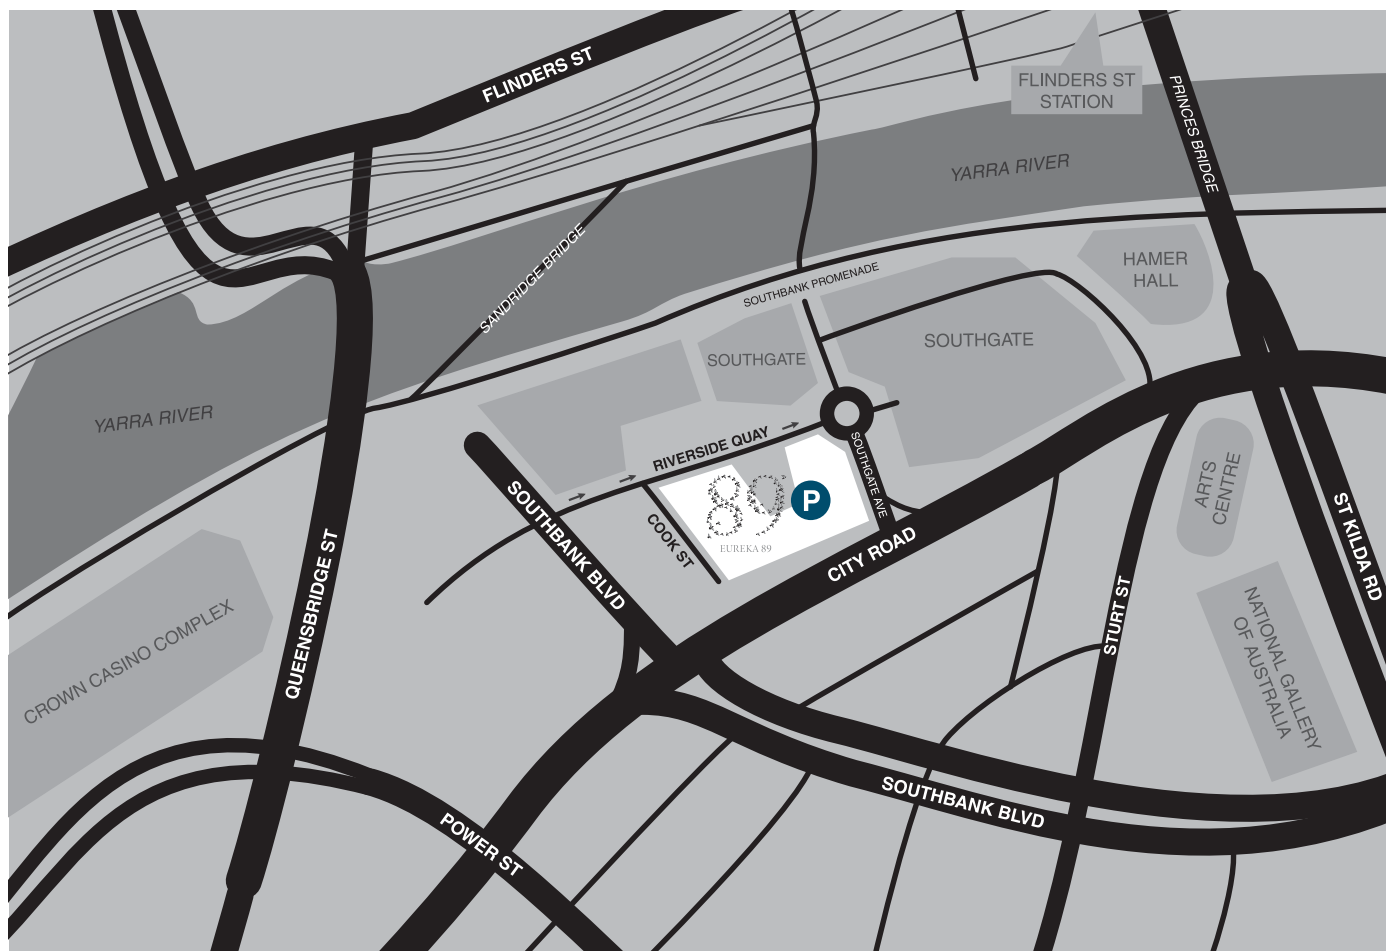 FLINDERS ST
FLINDERS ST
STATION
PRINCES BRIDGE
YARRA RIVER
SANDRIDGE BRIDGE
HAMER
HALL
SOUTHBANK PROMENADE
SOUTHGATE
SOUTHGATE
YARRA RIVER
RIVERSIDE QUAY
SOUTHGATE AVE
89
P
EUREKA 89
SOUTHBANK BLVD
COOK ST
CITY ROAD
ARTS
CENTRE
ST KILDA RD
QUEENSBRIDGE ST
CROWN CASINO COMPLEX
STURT ST
NATIONAL GALLERY
OF AUSTRALIA
SOUTHBANK BLVD
POWER ST